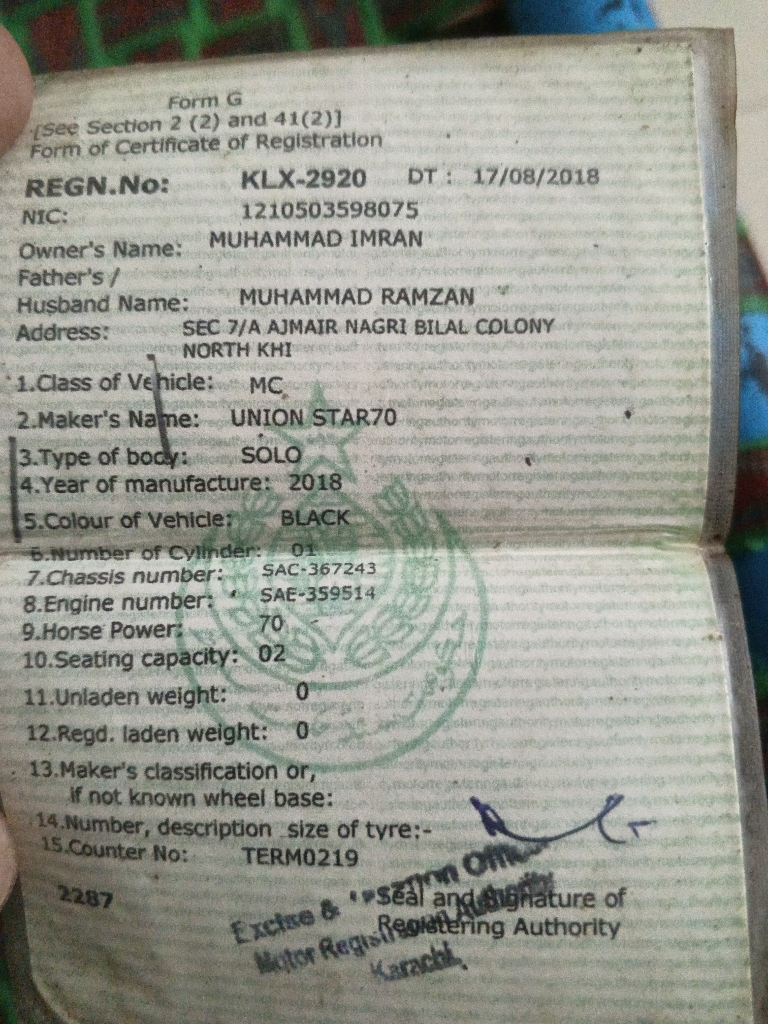 Form G
[See Section 2 (2) and 41(2)]
Form of Certificate of Registration
REGN.No: KLX-2920 DT : 17/08/2018
NIC: 1210503598075
Owner's Name: MUHAMMAD IMRAN
Father's /
Husband Name: MUHAMMAD RAMZAN
Address: SEC 7/A AJMAIR NAGRI BILAL COLONY
NORTH KHI
1.Class of Vehicle: MC
2.Maker's Name: UNION STAR70
3.Type of body: SOLO
4.Year of manufacture: 2018
5.Colour of Vehicle: BLACK
6.Number of Cylinder: 01
7.Chassis number: SAC-367243
8.Engine number: SAE-359514
9.Horse Power: 70
10.Seating capacity: 02
11.Unladen weight: 0
12.Regd. laden weight: 0
13.Maker's classification or,
if not known wheel base:
14.Number, description size of tyre:-
15.Counter No: TERM0219
2287
Seal and Signature of
Registering Authority
Excise &
Motor Registration Authority
Karachi.